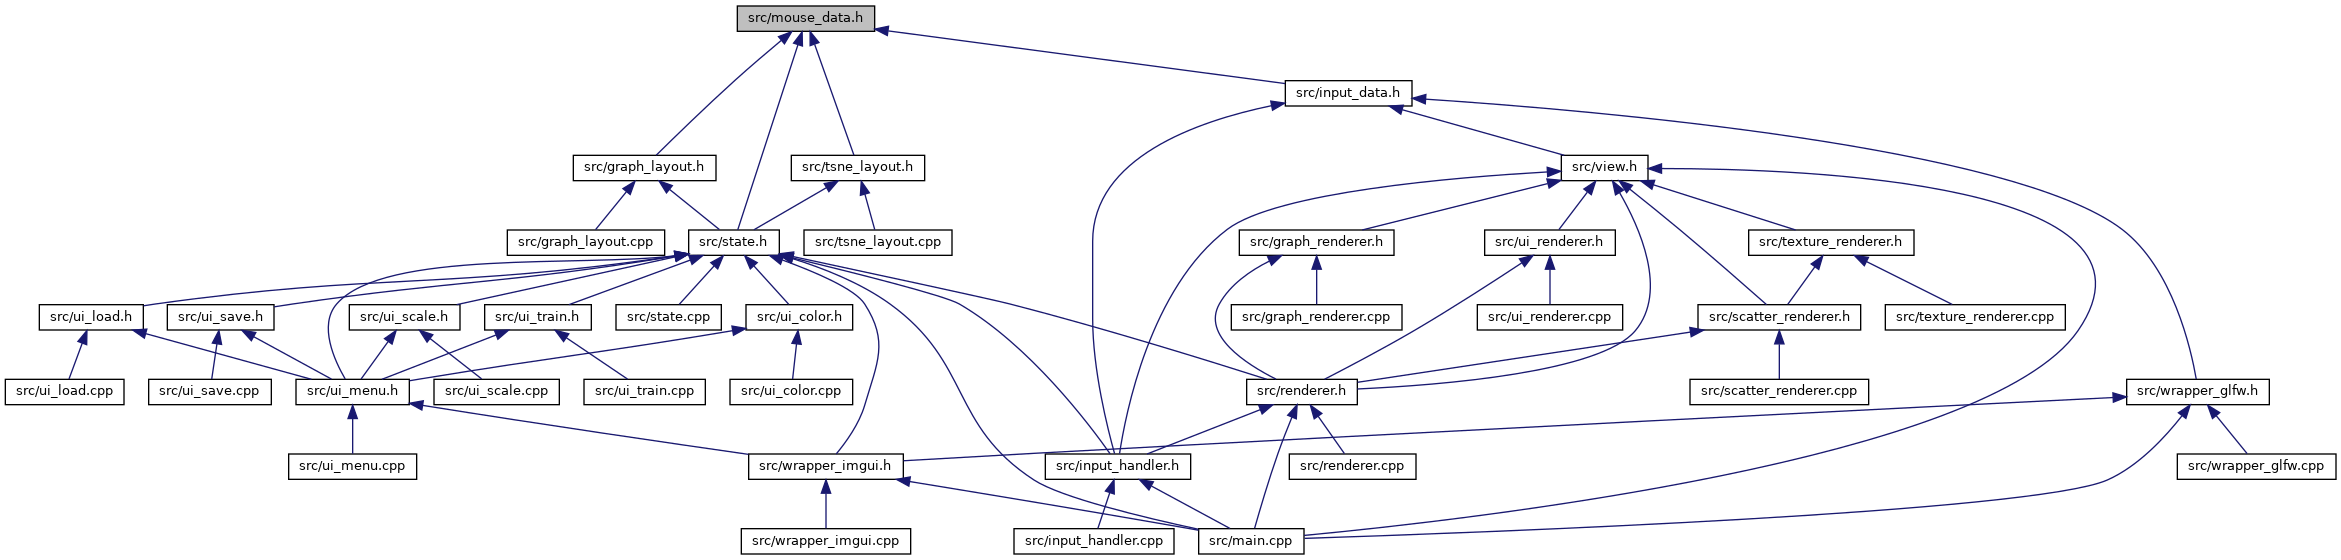 src/mouse_data.h
src/input_data.h
src/graph_layout.h
src/tsne_layout.h
src/view.h
src/graph_layout.cpp
src/state.h
src/tsne_layout.cpp
src/graph_renderer.h
src/ui_renderer.h
src/texture_renderer.h
src/ui_load.h
src/ui_save.h
src/ui_scale.h
src/ui_train.h
src/state.cpp
src/ui_color.h
src/graph_renderer.cpp
src/ui_renderer.cpp
src/scatter_renderer.h
src/texture_renderer.cpp
src/ui_load.cpp
src/ui_save.cpp
src/ui_menu.h
src/ui_scale.cpp
src/ui_train.cpp
src/ui_color.cpp
src/renderer.h
src/scatter_renderer.cpp
src/wrapper_glfw.h
src/ui_menu.cpp
src/wrapper_imgui.h
src/input_handler.h
src/renderer.cpp
src/wrapper_glfw.cpp
src/wrapper_imgui.cpp
src/input_handler.cpp
src/main.cpp